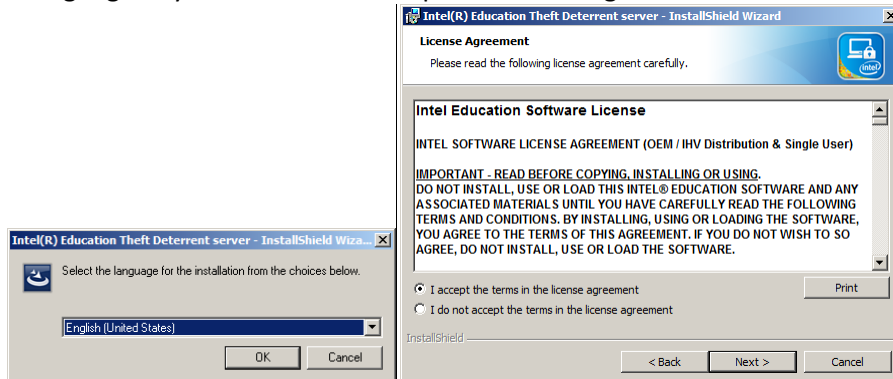 Intel(R) Education Theft Deterrent server - InstallShield Wiza...
Select the language for the installation from the choices below.
English (United States)
OK Cancel
Intel(R) Education Theft Deterrent server - InstallShield Wizard
License Agreement
Please read the following license agreement carefully.
intel
Intel Education Software License
INTEL SOFTWARE LICENSE AGREEMENT (OEM / IHV Distribution & Single User)
IMPORTANT - READ BEFORE COPYING, INSTALLING OR USING.
DO NOT INSTALL, USE OR LOAD THIS INTEL® EDUCATION SOFTWARE AND ANY
ASSOCIATED MATERIALS UNTIL YOU HAVE CAREFULLY READ THE FOLLOWING
TERMS AND CONDITIONS. BY INSTALLING, USING OR LOADING THE SOFTWARE,
YOU AGREE TO THE TERMS OF THIS AGREEMENT. IF YOU DO NOT WISH TO SO
AGREE, DO NOT INSTALL, USE OR LOAD THE SOFTWARE.
I accept the terms in the license agreement Print
I do not accept the terms in the license agreement
InstallShield
< Back Next > Cancel